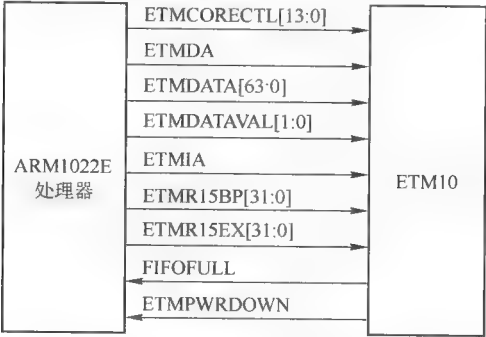 ETMCORECTL[13:0]
ETMDA
ETMDATA[63:0]
ETMDATAVAL[1:0]
ARM1022E
处理器
ETMIA
ETM10
ETMR15BP[31:0]
ETMR15EX[31:0]
FIFOFULL
ETMPWRDOWN